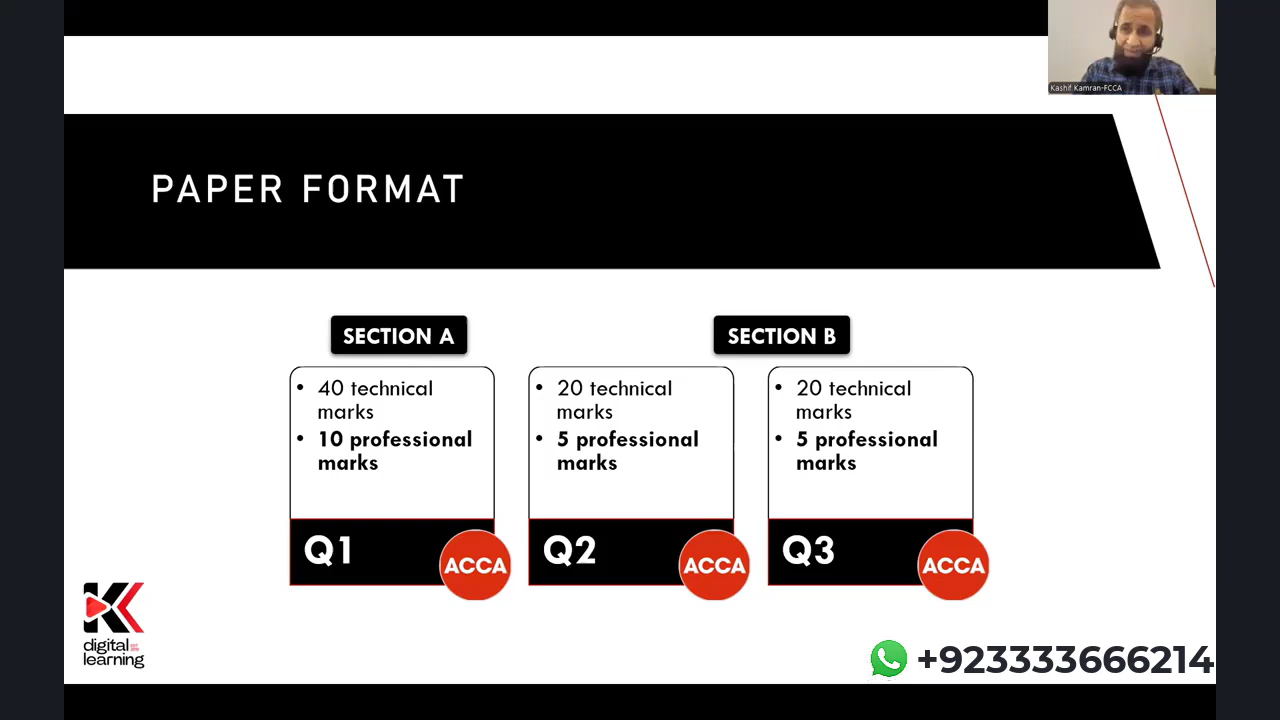 Kashif Kamran-FCCA
PAPER FORMAT
SECTION A
• 40 technical
marks
• 10 professional
marks
Q1
ACCA
SECTION B
• 20 technical
marks
• 5 professional
marks
Q2
ACCA
• 20 technical
marks
• 5 professional
marks
Q3
ACCA
KK
digital
learning
+923333666214